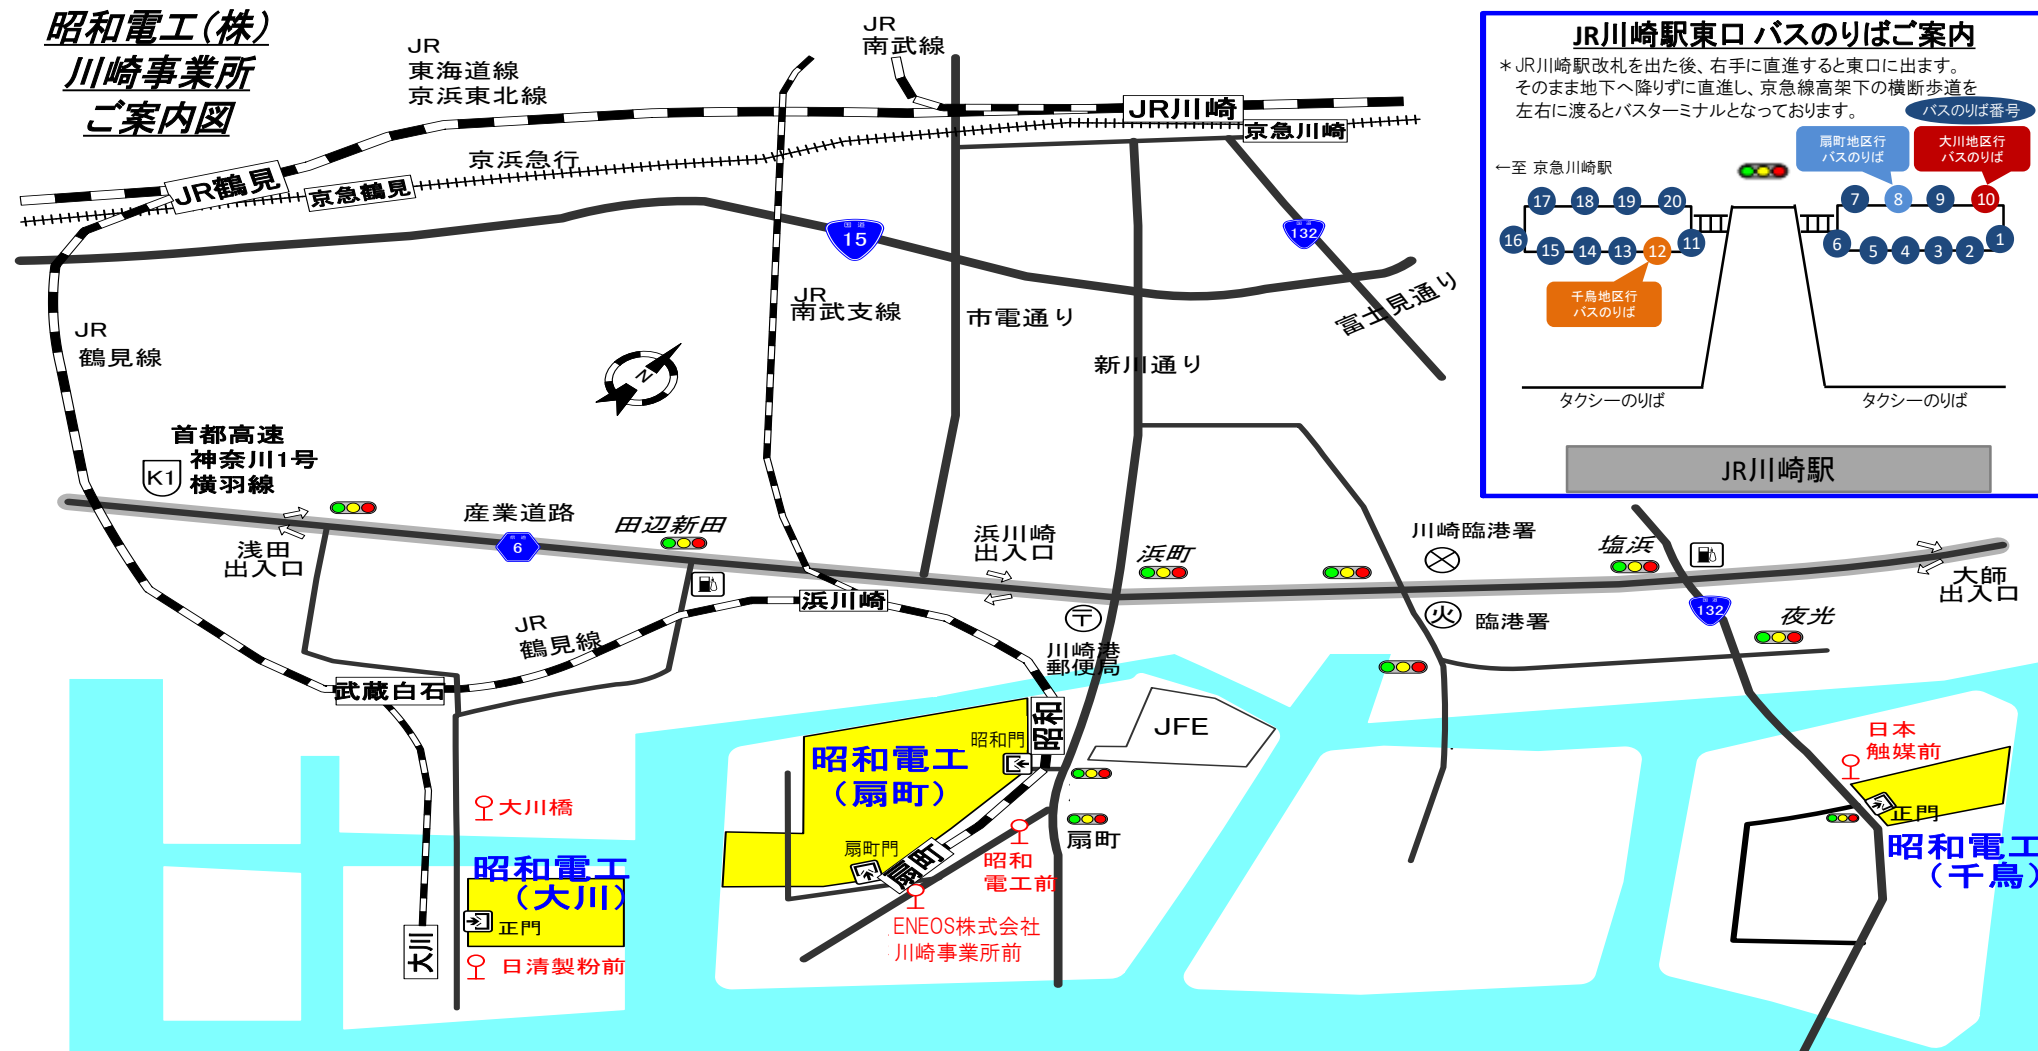 昭和電工(株)
川崎事業所
ご案内図
JR
東海道線
京浜東北線
JR
南武線
JR川崎
京急川崎
京浜急行
JR鶴見
京急鶴見
国道
15
国道
132
JR
南武支線
市電通り
新川通り
富士見通り
JR
鶴見線
N
首都高速
神奈川1号
横羽線
K1
産業道路
6
田辺新田
浅田
出入口
浜川崎
出入口
浜町
川崎臨港署
塩浜
大師
出入口
火
臨港署
国道
132
夜光
浜川崎
〒
川崎港
郵便局
JR
鶴見線
武蔵白石
昭和
昭和門
JFE
昭和電工
(扇町)
扇町門
扇町
扇町
昭和
電工前
ENEOS株式会社
川崎事業所前
大川橋
昭和電工
(大川)
正門
大川
日清製粉前
日本
触媒前
正門
昭和電工
(千鳥)
JR川崎駅東口 バスのりばご案内
＊JR川崎駅改札を出た後、右手に直進すると東口に出ます。
そのまま地下へ降りずに直進し、京急線高架下の横断歩道を
左右に渡るとバスターミナルとなっております。
バスのりば番号
扇町地区行
バスのりば
大川地区行
バスのりば
←至 京急川崎駅
17 18 19 20
7 8 9 10
16 15 14 13 12 11
6 5 4 3 2 1
千鳥地区行
バスのりば
タクシーのりば
タクシーのりば
JR川崎駅